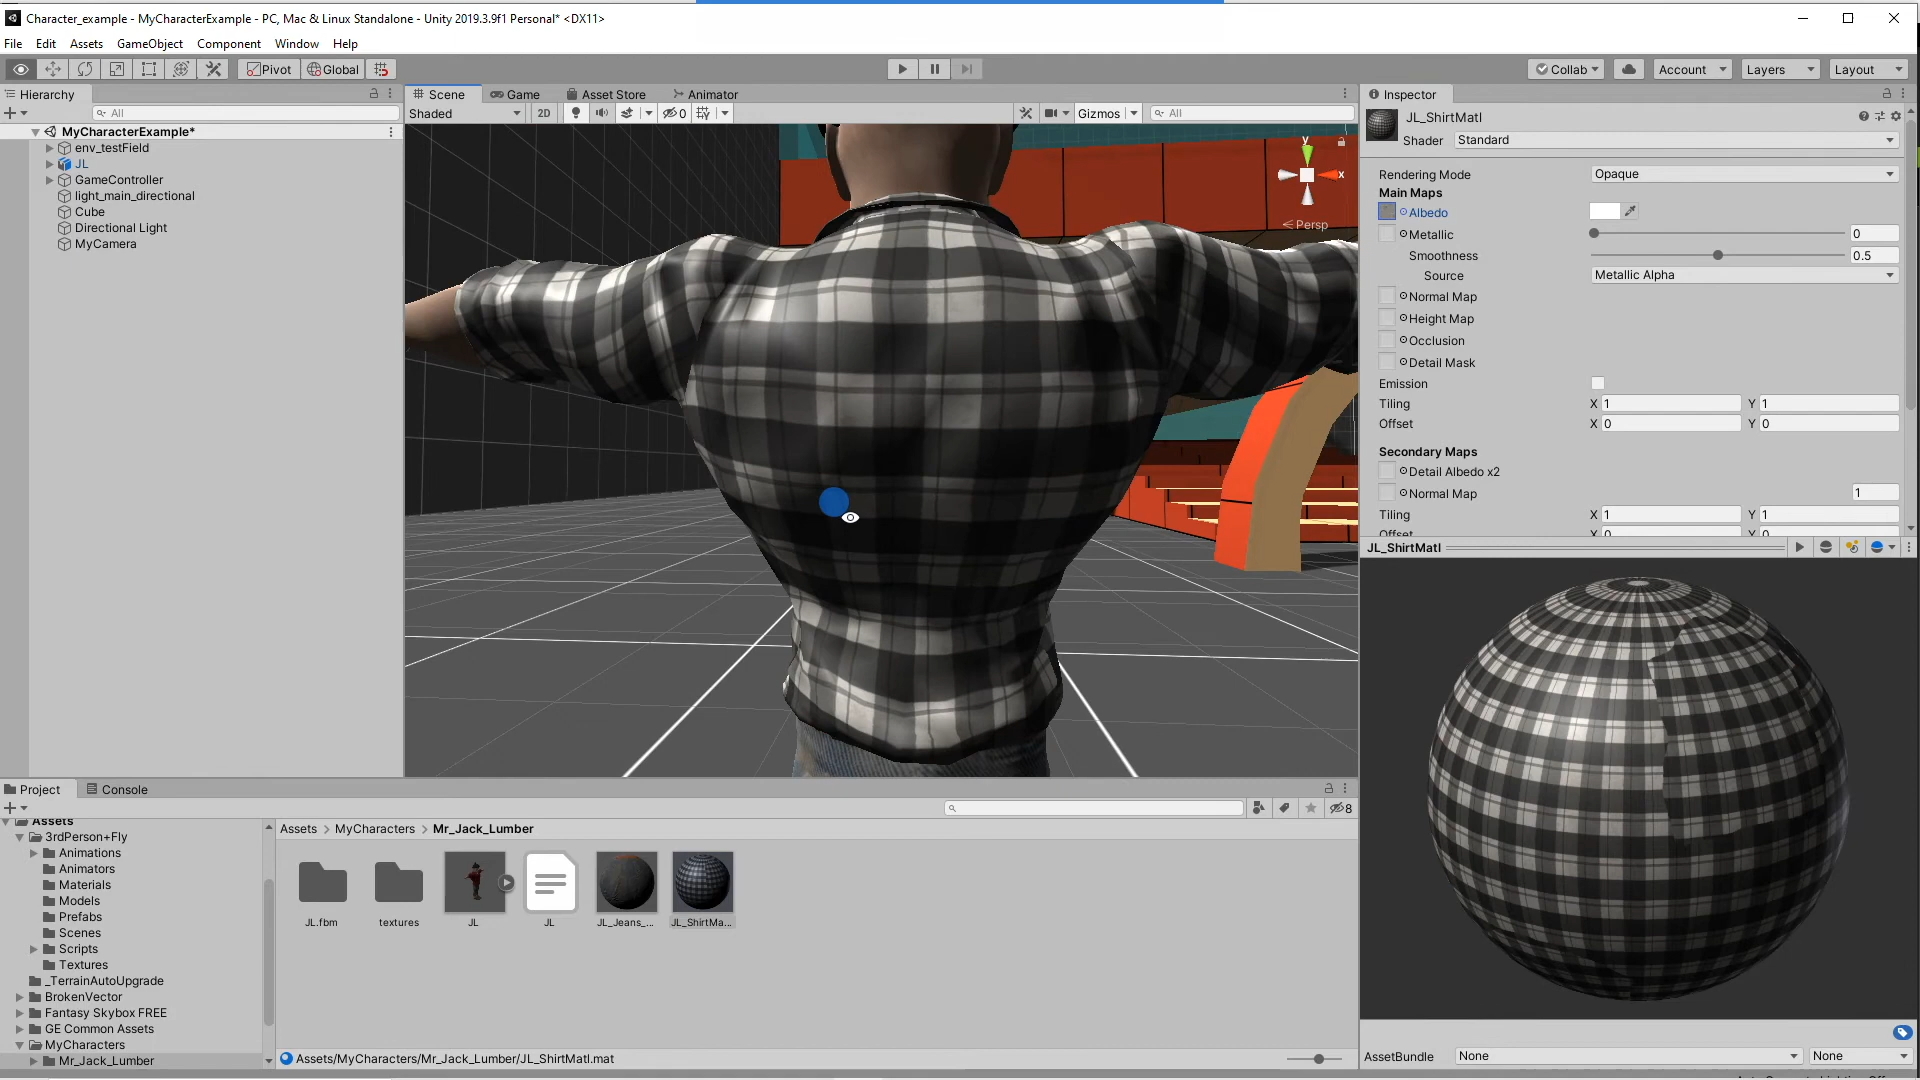 Character_example - MyCharacterExample - PC, Mac & Linux Standalone - Unity 2019.3.9f1 Personal* <DX11>
File Edit Assets GameObject Component Window Help
Pivot Global Collab Account Layers Layout
Hierarchy
All
MyCharacterExample*
env_testField
JL
GameController
light_main_directional
Cube
Directional Light
MyCamera
Scene Game Asset Store Animator
Shaded 2D 0 Gizmos All
y
x
Persp
Inspector
JL_ShirtMatl
Shader Standard
Rendering Mode Opaque
Main Maps
Albedo
Metallic 0
Smoothness 0.5
Source Metallic Alpha
Normal Map
Height Map
Occlusion
Detail Mask
Emission
Tiling X 1 Y 1
Offset X 0 Y 0
Secondary Maps
Detail Albedo x2
Normal Map 1
Tiling X 1 Y 1
Offset X 0 Y 0
JL_ShirtMatl
AssetBundle None None
Project Console
8
Assets
3rdPerson+Fly
Animations
Animators
Materials
Models
Prefabs
Scenes
Scripts
Textures
_TerrainAutoUpgrade
BrokenVector
Fantasy Skybox FREE
GE Common Assets
MyCharacters
Mr_Jack_Lumber
Assets > MyCharacters > Mr_Jack_Lumber
JL.fbm textures JL JL JL_Jeans_... JL_ShirtMa...
Assets/MyCharacters/Mr_Jack_Lumber/JL_ShirtMatl.mat